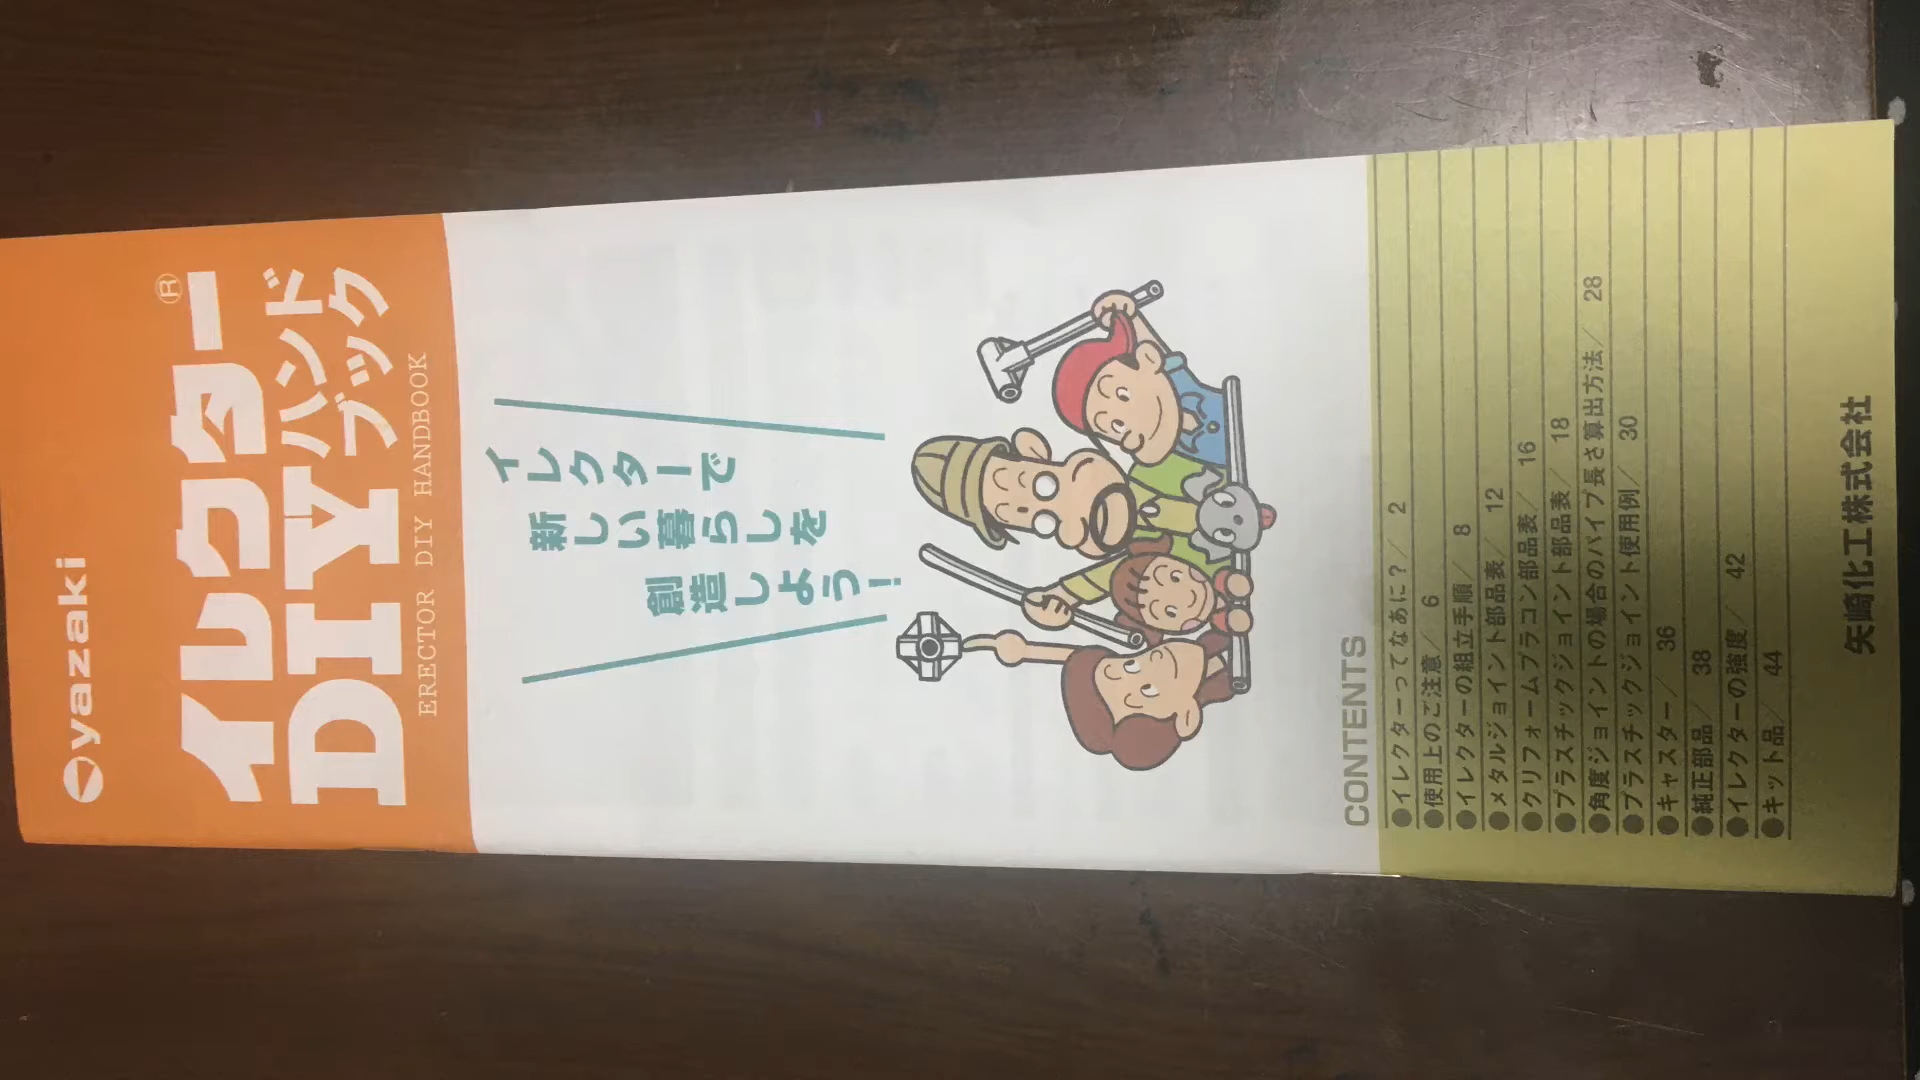 yazaki
イレクター®
DIYハンド
ブック
ERECTOR DIY HANDBOOK
イレクターで
新しい暮らしを
創造しよう!
CONTENTS
●イレクターってなあに?/ 2
●使用上のご注意/ 6
●イレクターの組立手順/ 8
●メタルジョイント部品表/ 12
●クリフォームプラコン部品表/ 16
●プラスチックジョイント部品表/ 18
●角度ジョイントの場合のパイプ長さ算出方法/ 28
●プラスチックジョイント使用例/ 30
●キャスター/ 36
●純正部品/ 38
●イレクターの強度/ 42
●キット品/ 44
矢崎化工株式会社